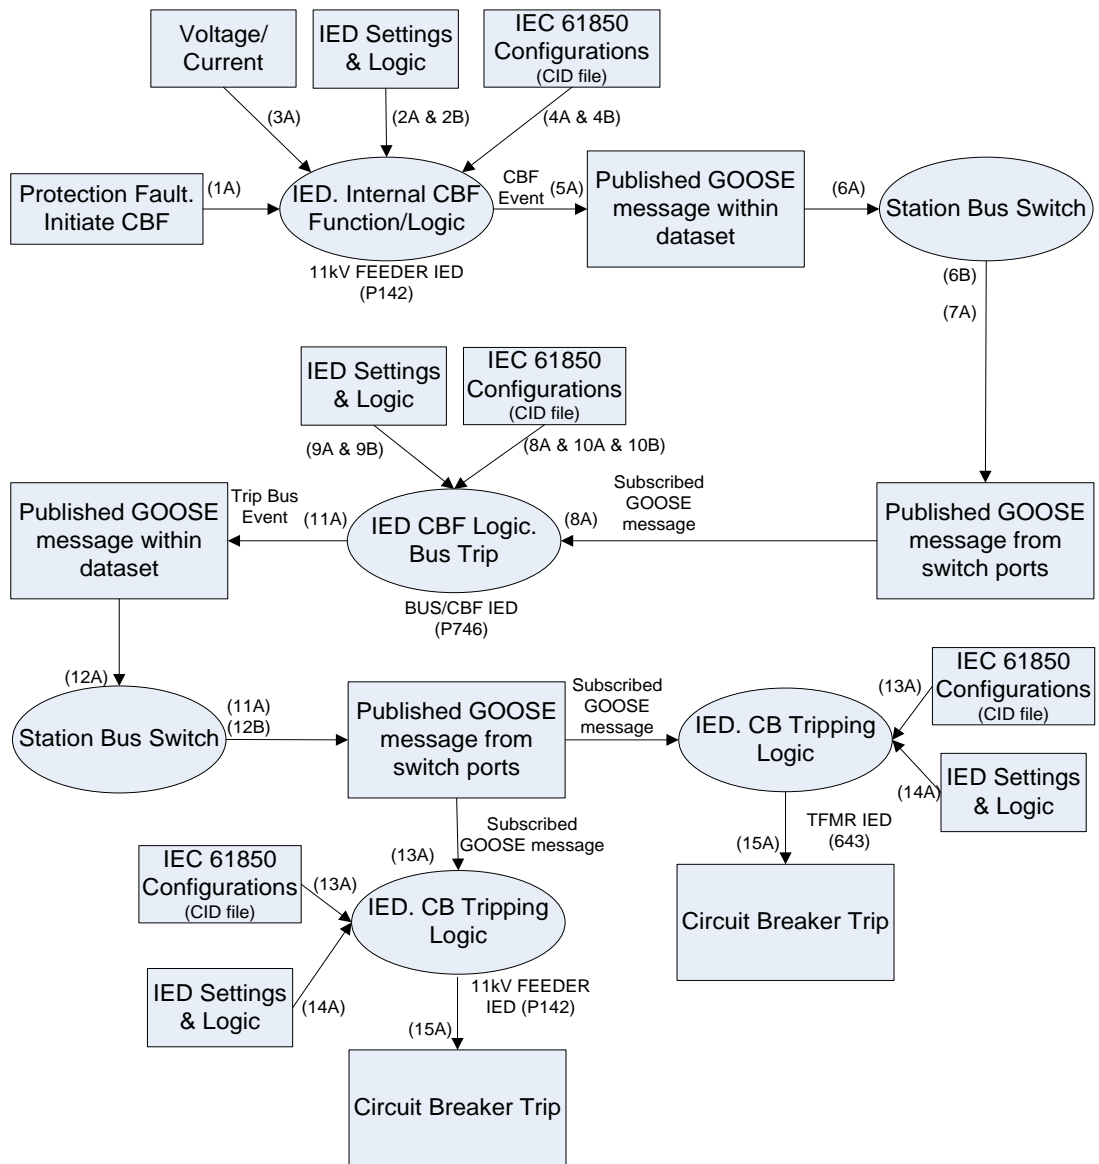 Voltage/
Current
IED Settings
& Logic
IEC 61850
Configurations
(CID file)
(3A)
(2A & 2B)
(4A & 4B)
Protection Fault.
Initiate CBF
(1A)
IED. Internal CBF
Function/Logic
11kV FEEDER IED
(P142)
CBF
Event
(5A)
Published GOOSE
message within
dataset
(6A)
Station Bus Switch
(6B)
(7A)
IED Settings
& Logic
IEC 61850
Configurations
(CID file)
(9A & 9B)
(8A & 10A & 10B)
Published GOOSE
message within
dataset
Trip Bus
Event
(11A)
IED CBF Logic.
Bus Trip
BUS/CBF IED
(P746)
(8A)
Subscribed
GOOSE
message
Published GOOSE
message from
switch ports
(12A)
Station Bus Switch
(11A)
(12B)
Published GOOSE
message from
switch ports
Subscribed
GOOSE
message
IED. CB Tripping
Logic
(13A)
IEC 61850
Configurations
(CID file)
(14A)
IED Settings
& Logic
TFMR IED
(643)
(15A)
Circuit Breaker Trip
Subscribed
GOOSE message
(13A)
IEC 61850
Configurations
(CID file)
(13A)
IED. CB Tripping
Logic
IED Settings
& Logic
(14A)
11kV FEEDER
IED (P142)
(15A)
Circuit Breaker Trip